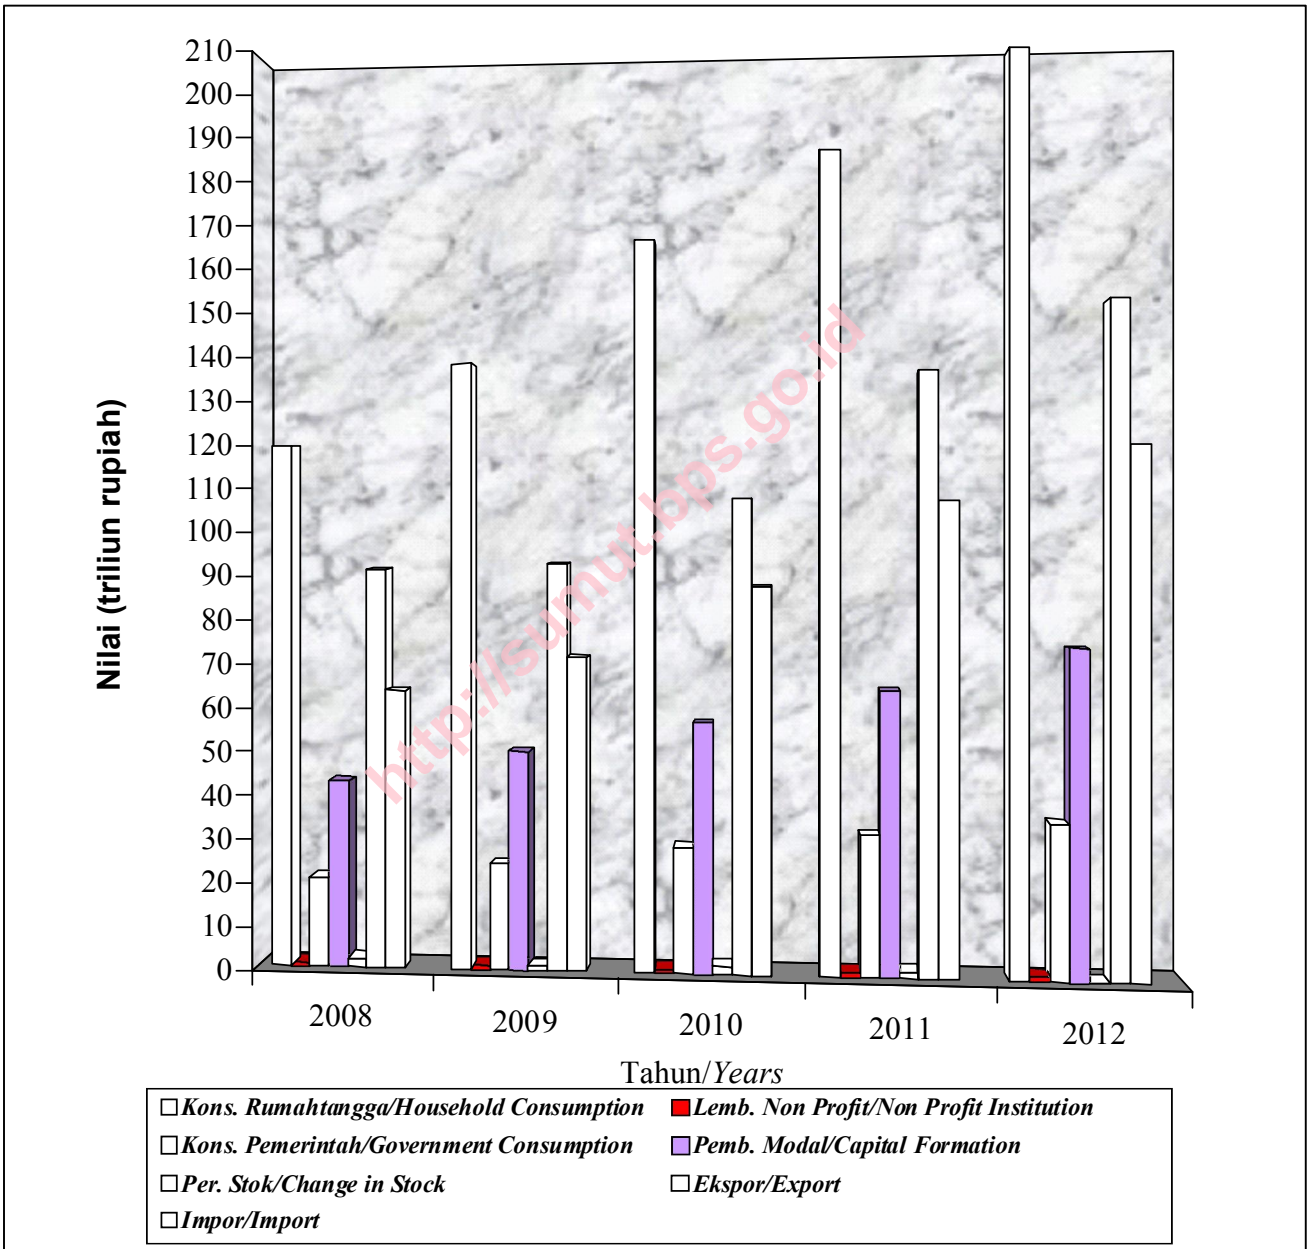 210
200
190
180
170
160
150
140
130
120
110
100
90
80
70
60
50
40
30
20
10
0
Nilai (triliun rupiah)
http://sumut.bps.go.id
2008 2009 2010 2011 2012
Tahun/Years
Kons. Rumahtangga/Household Consumption Lemb. Non Profit/Non Profit Institution
Kons. Pemerintah/Government Consumption Pemb. Modal/Capital Formation
Per. Stok/Change in Stock Ekspor/Export
Impor/Import